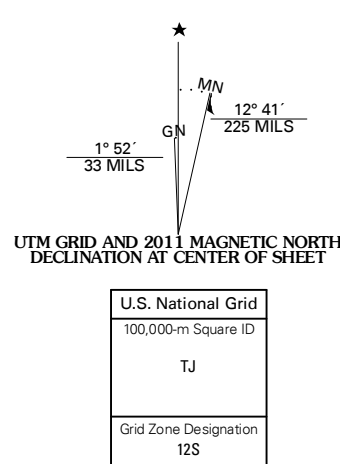 ★
MN
GN
12° 41´
225 MILS
1° 52´
33 MILS
UTM GRID AND 2011 MAGNETIC NORTH
DECLINATION AT CENTER OF SHEET
U.S. National Grid
100,000-m Square ID
TJ
Grid Zone Designation
12S